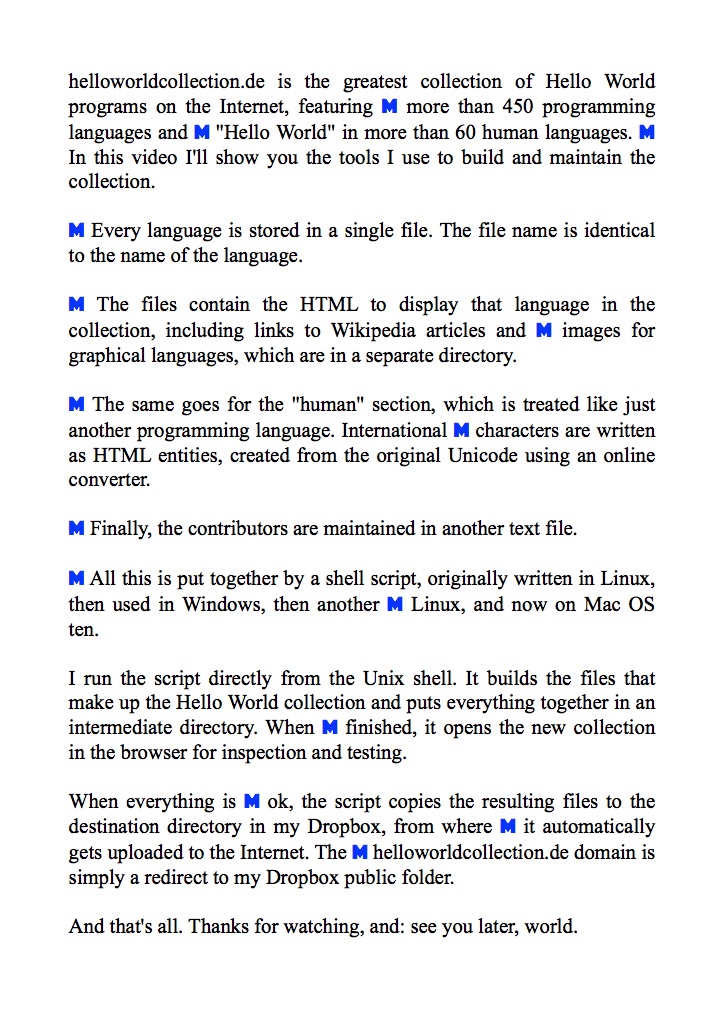 helloworldcollection.de is the greatest collection of Hello World
programs on the Internet, featuring M more than 450 programming
languages and M "Hello World" in more than 60 human languages. M
In this video I'll show you the tools I use to build and maintain the
collection.
M Every language is stored in a single file. The file name is identical
to the name of the language.
M The files contain the HTML to display that language in the
collection, including links to Wikipedia articles and M images for
graphical languages, which are in a separate directory.
M The same goes for the "human" section, which is treated like just
another programming language. International M characters are written
as HTML entities, created from the original Unicode using an online
converter.
M Finally, the contributors are maintained in another text file.
M All this is put together by a shell script, originally written in Linux,
then used in Windows, then another M Linux, and now on Mac OS
ten.
I run the script directly from the Unix shell. It builds the files that
make up the Hello World collection and puts everything together in an
intermediate directory. When M finished, it opens the new collection
in the browser for inspection and testing.
When everything is M ok, the script copies the resulting files to the
destination directory in my Dropbox, from where M it automatically
gets uploaded to the Internet. The M helloworldcollection.de domain is
simply a redirect to my Dropbox public folder.
And that's all. Thanks for watching, and: see you later, world.